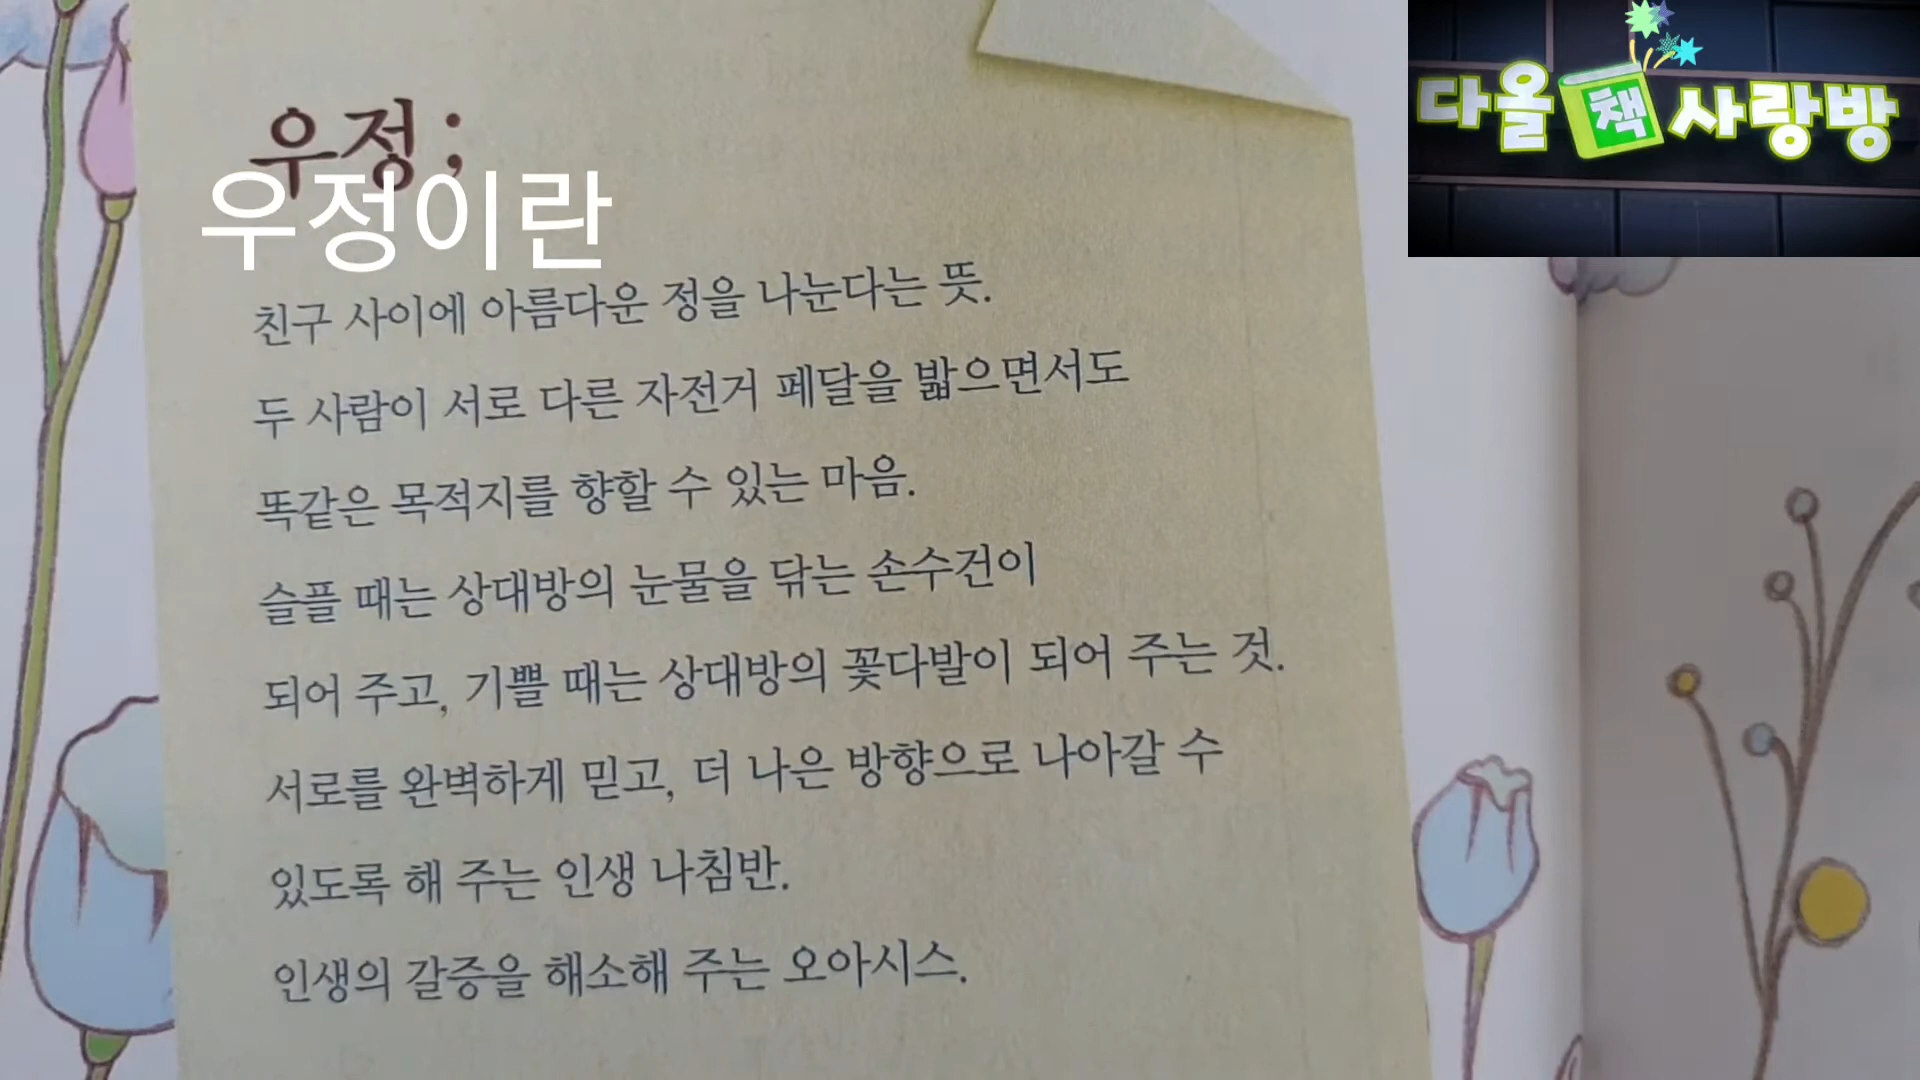 우정;
우정이란
친구 사이에 아름다운 정을 나눈다는 뜻.
두 사람이 서로 다른 자전거 페달을 밟으면서도
똑같은 목적지를 향할 수 있는 마음.
슬플 때는 상대방의 눈물을 닦는 손수건이
되어 주고, 기쁠 때는 상대방의 꽃다발이 되어 주는 것.
서로를 완벽하게 믿고, 더 나은 방향으로 나아갈 수
있도록 해 주는 인생 나침반.
인생의 갈증을 해소해 주는 오아시스.
다올 책 사랑방